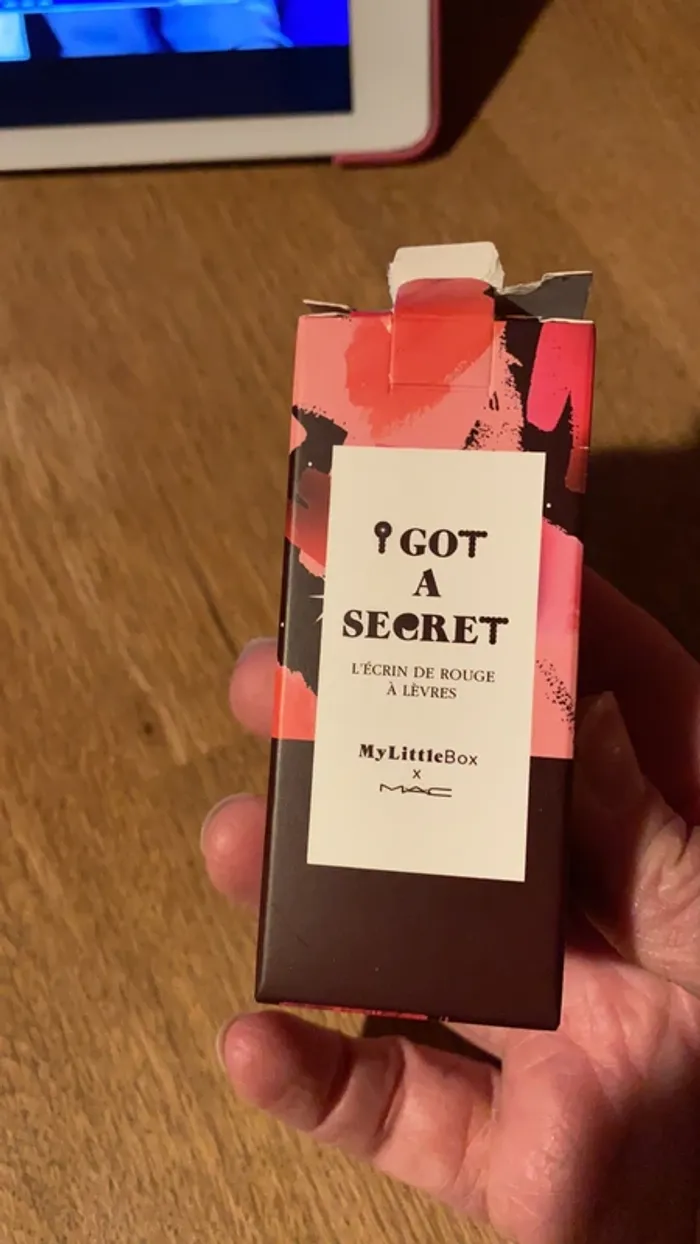 I GOT
A
SECRET
L'ÉCRIN DE ROUGE
À LÈVRES
MyLittleBox
x
MAC